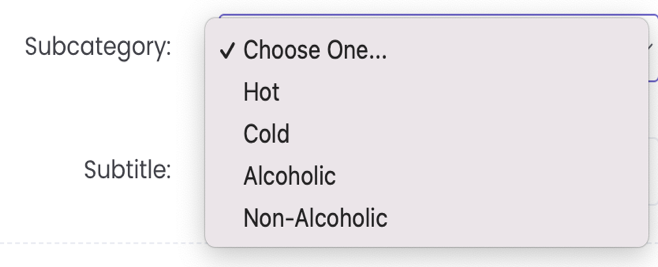 Subcategory:
✓ Choose One...
Hot
Cold
Alcoholic
Non-Alcoholic
Subtitle: